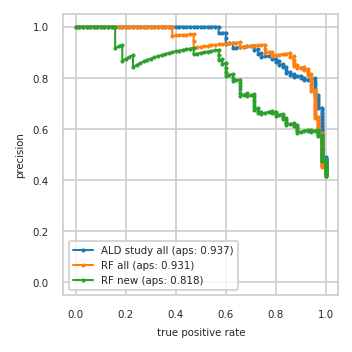 1.0
0.8
0.6
0.4
0.2
0.0
precision
ALD study all (aps: 0.937)
RF all (aps: 0.931)
RF new (aps: 0.818)
0.0 0.2 0.4 0.6 0.8 1.0
true positive rate